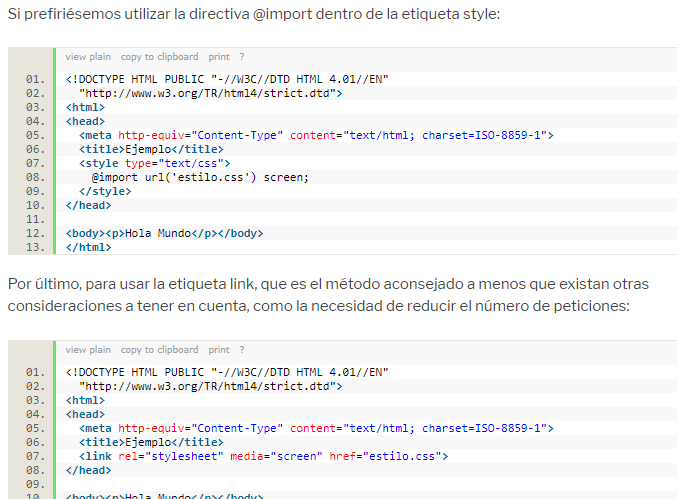 Si prefiriésemos utilizar la directiva @import dentro de la etiqueta style:
view plain copy to clipboard print ?
01. <!DOCTYPE HTML PUBLIC "-//W3C//DTD HTML 4.01//EN"
02. "http://www.w3.org/TR/html4/strict.dtd">
03. <html>
04. <head>
05. <meta http-equiv="Content-Type" content="text/html; charset=ISO-8859-1">
06. <title>Ejemplo</title>
07. <style type="text/css">
08. @import url('estilo.css') screen;
09. </style>
10. </head>
11.
12. <body><p>Hola Mundo</p></body>
13. </html>
Por último, para usar la etiqueta link, que es el método aconsejado a menos que existan otras
consideraciones a tener en cuenta, como la necesidad de reducir el número de peticiones:
view plain copy to clipboard print ?
01. <!DOCTYPE HTML PUBLIC "-//W3C//DTD HTML 4.01//EN"
02. "http://www.w3.org/TR/html4/strict.dtd">
03. <html>
04. <head>
05. <meta http-equiv="Content-Type" content="text/html; charset=ISO-8859-1">
06. <title>Ejemplo</title>
07. <link rel="stylesheet" media="screen" href="estilo.css">
08. </head>
09.
10. <body><p>Hola Mundo</p></body>